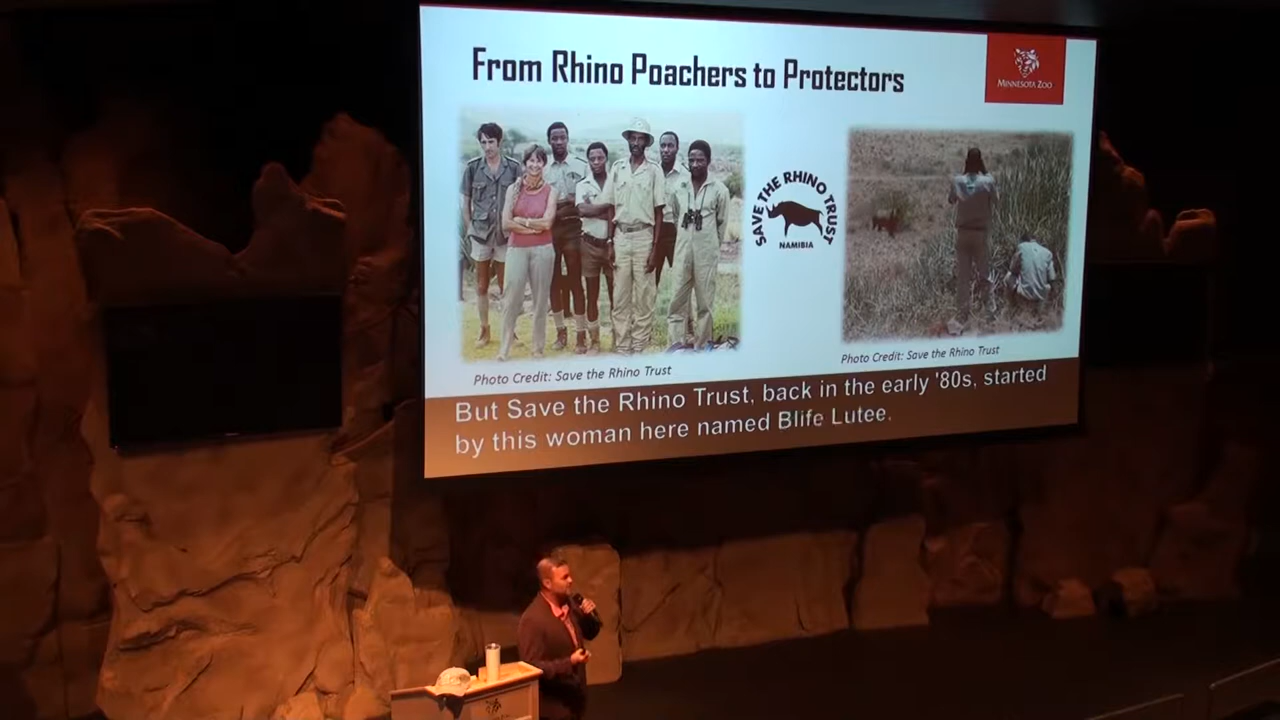 From Rhino Poachers to Protectors
MINNESOTA ZOO
SAVE THE RHINO TRUST
NAMIBIA
Photo Credit: Save the Rhino Trust
Photo Credit: Save the Rhino Trust
But Save the Rhino Trust, back in the early '80s, started
by this woman here named Blife Lutee.